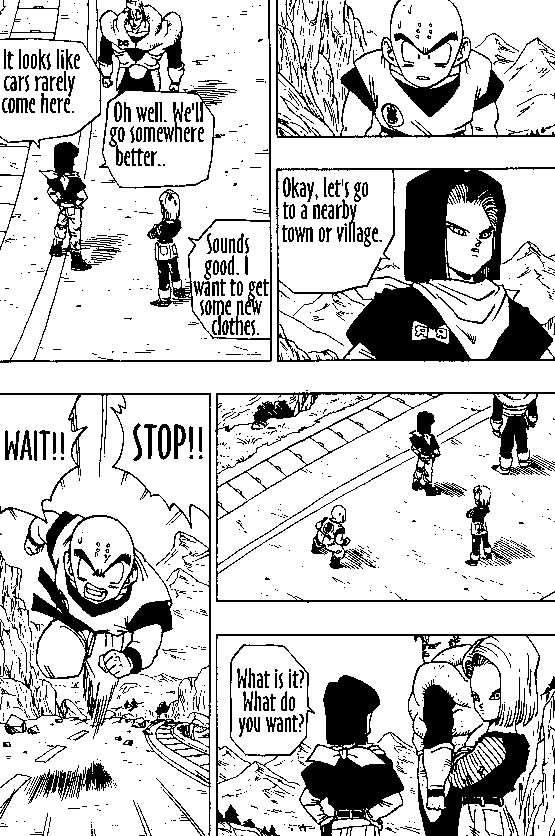 It looks like
cars rarely
come here.
Oh well. We'll
go somewhere
better..
Sounds
good. I
want to get
some new
clothes.
Okay, let's go
to a nearby
town or village.
WAIT!!
STOP!!
What is it?
What do
you want?